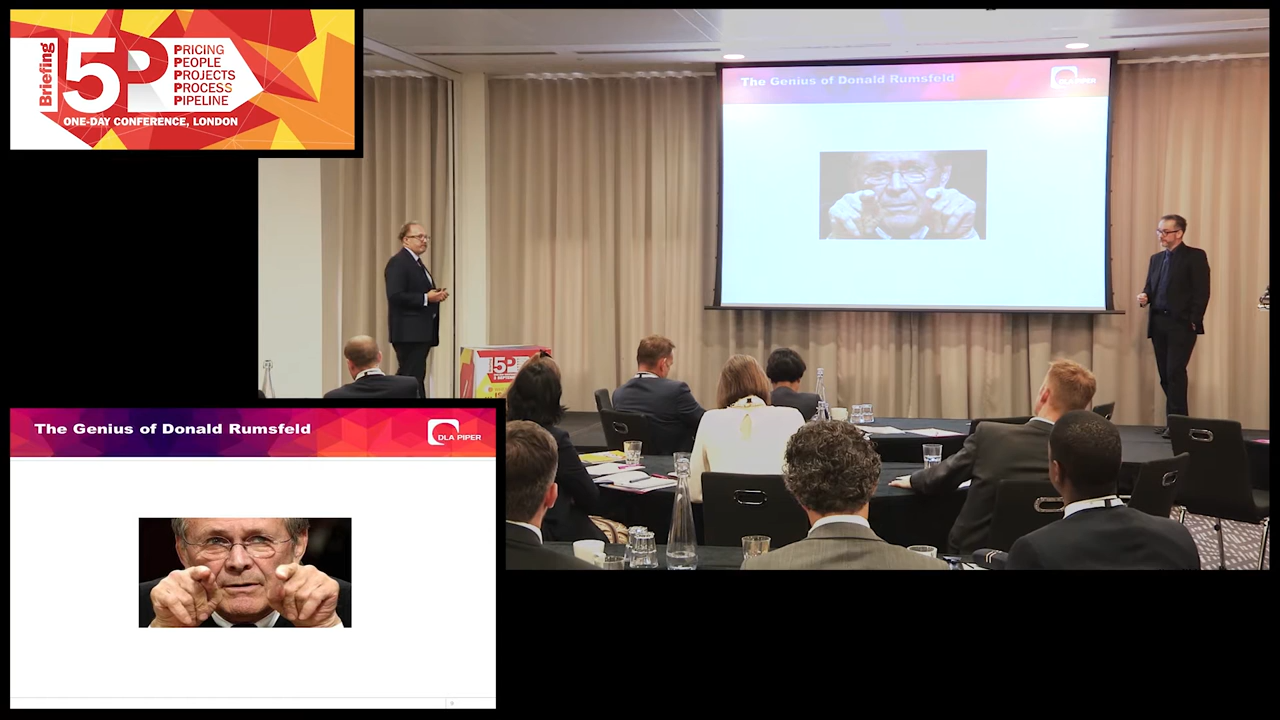 Briefing
5P
PRICING
PEOPLE
PROJECTS
PROCESS
PIPELINE
ONE-DAY CONFERENCE, LONDON
The Genius of Donald Rumsfeld
DLA PIPER
5P
The Genius of Donald Rumsfeld
DLA PIPER